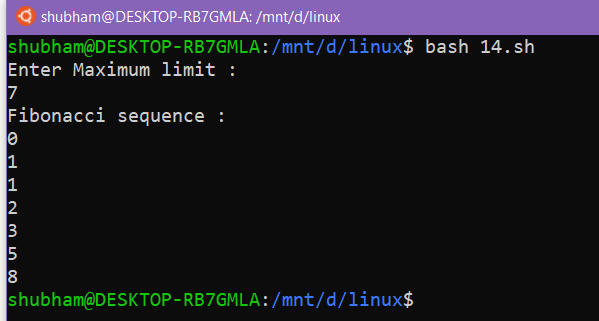 shubham@DESKTOP-RB7GMLA: /mnt/d/linux
shubham@DESKTOP-RB7GMLA:/mnt/d/linux$ bash 14.sh
Enter Maximum limit :
7
Fibonacci sequence :
0
1
1
2
3
5
8
shubham@DESKTOP-RB7GMLA:/mnt/d/linux$